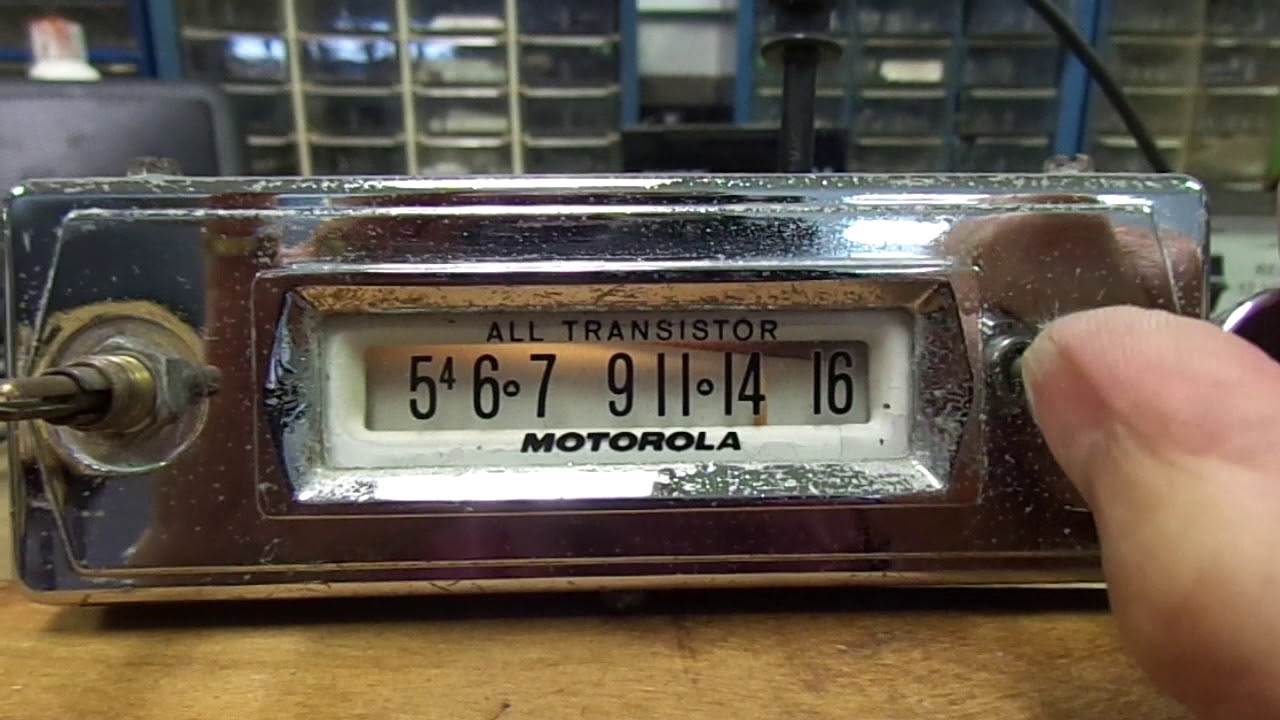 ALL TRANSISTOR
54 6 7 9 11 14 16
MOTOROLA